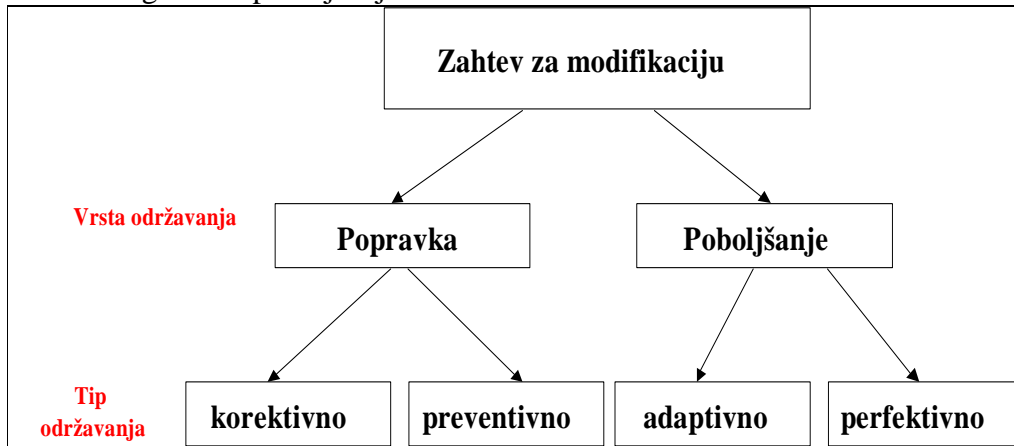 Zahtev za modifikaciju
Vrsta održavanja
Popravka
Poboljšanje
Tip
održavanja
korektivno
preventivno
adaptivno
perfektivno